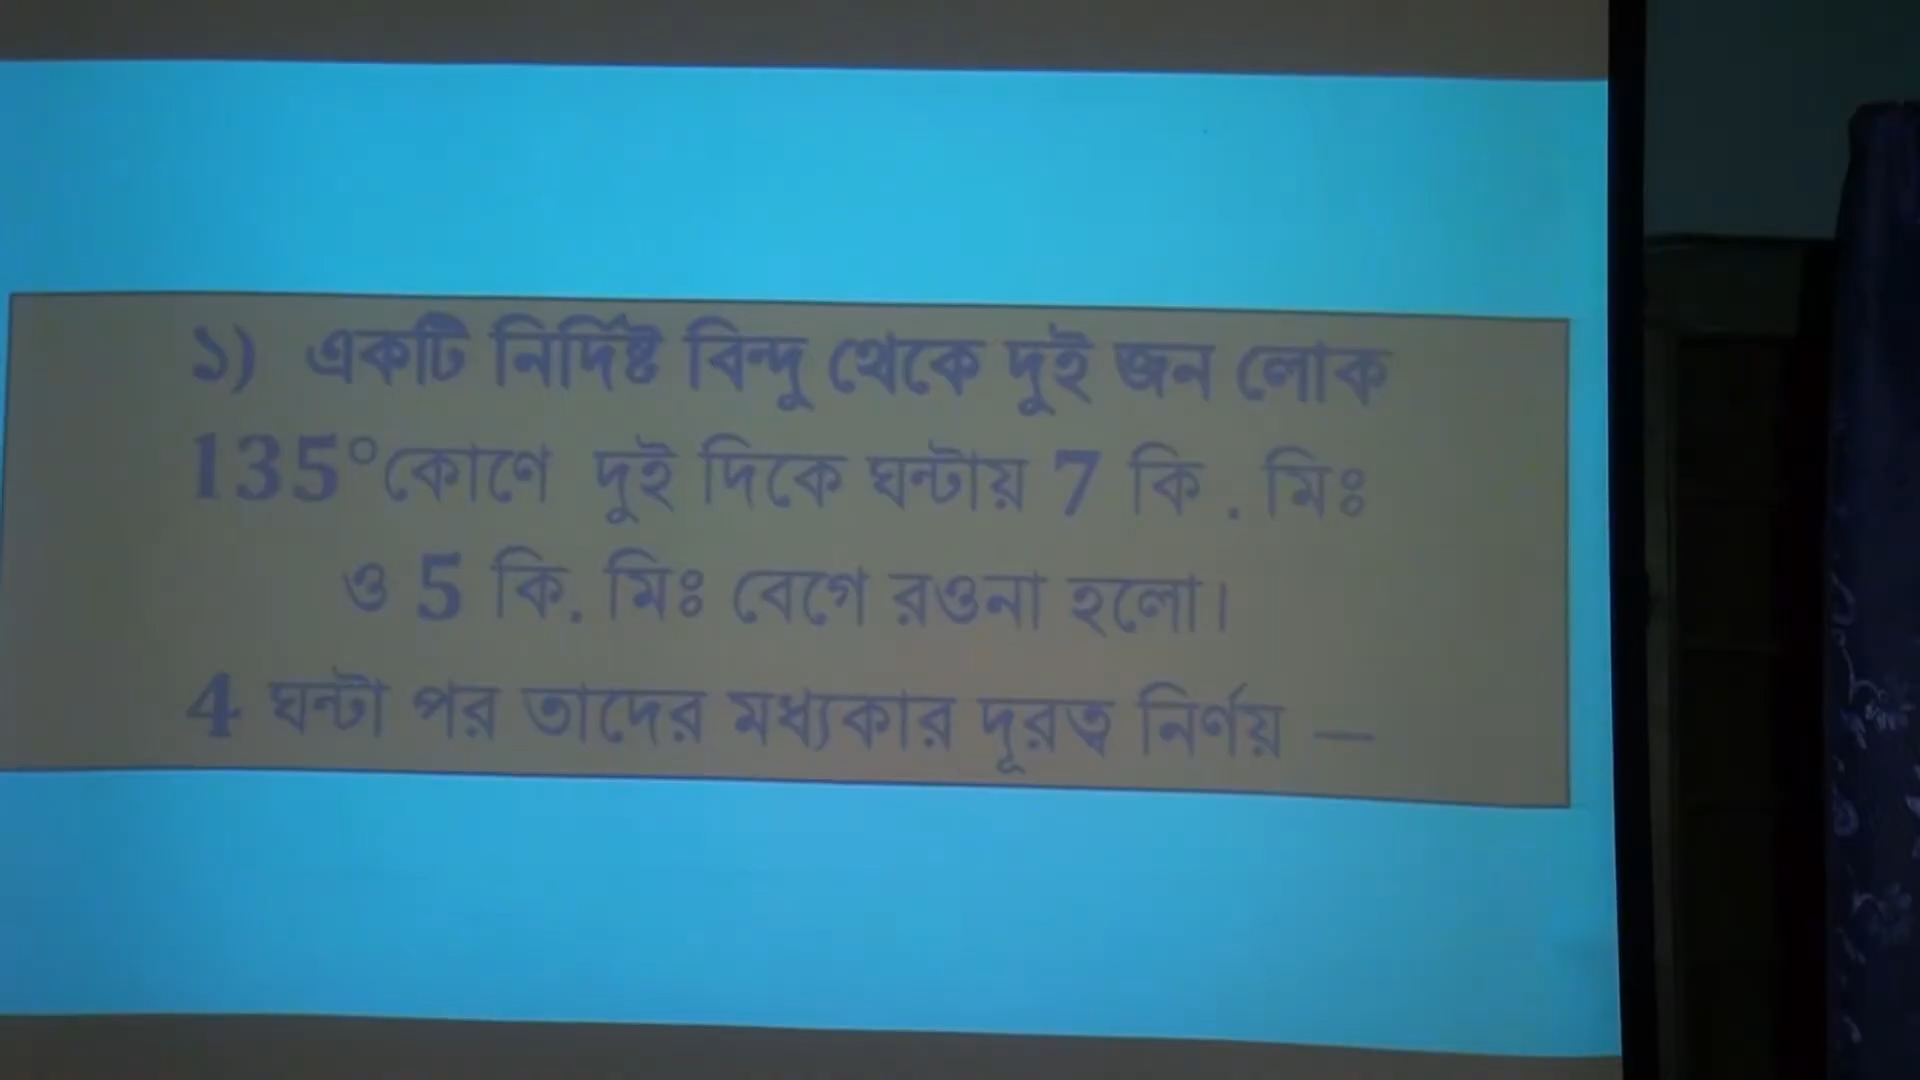 ১) একটি নির্দিষ্ট বিন্দু থেকে দুই জন লোক
135°কোণে দুই দিকে ঘন্টায় 7 কি . মিঃ
ও 5 কি. মিঃ বেগে রওনা হলো।
4 ঘন্টা পর তাদের মধ্যকার দূরত্ব নির্ণয় –